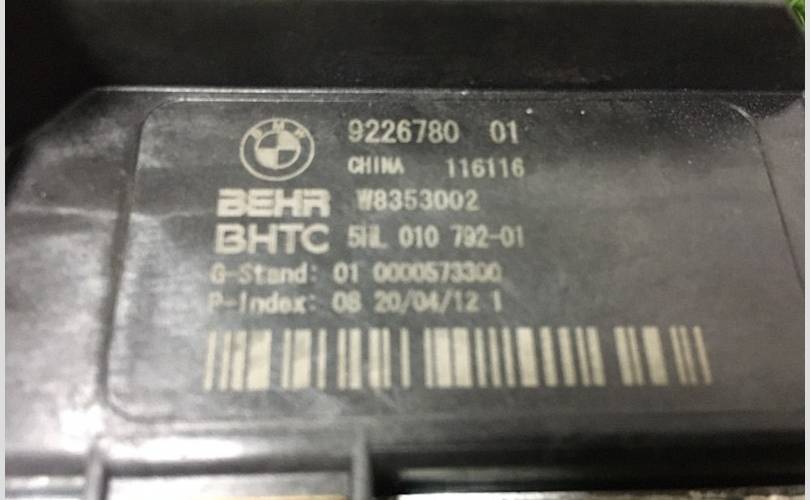 BMW 9226780 01
CHINA 116116
BEHR W8353002
BHTC 5HL 010 792-01
G-Stand: 01 0000573300
P-Index: 08 20/04/12 1